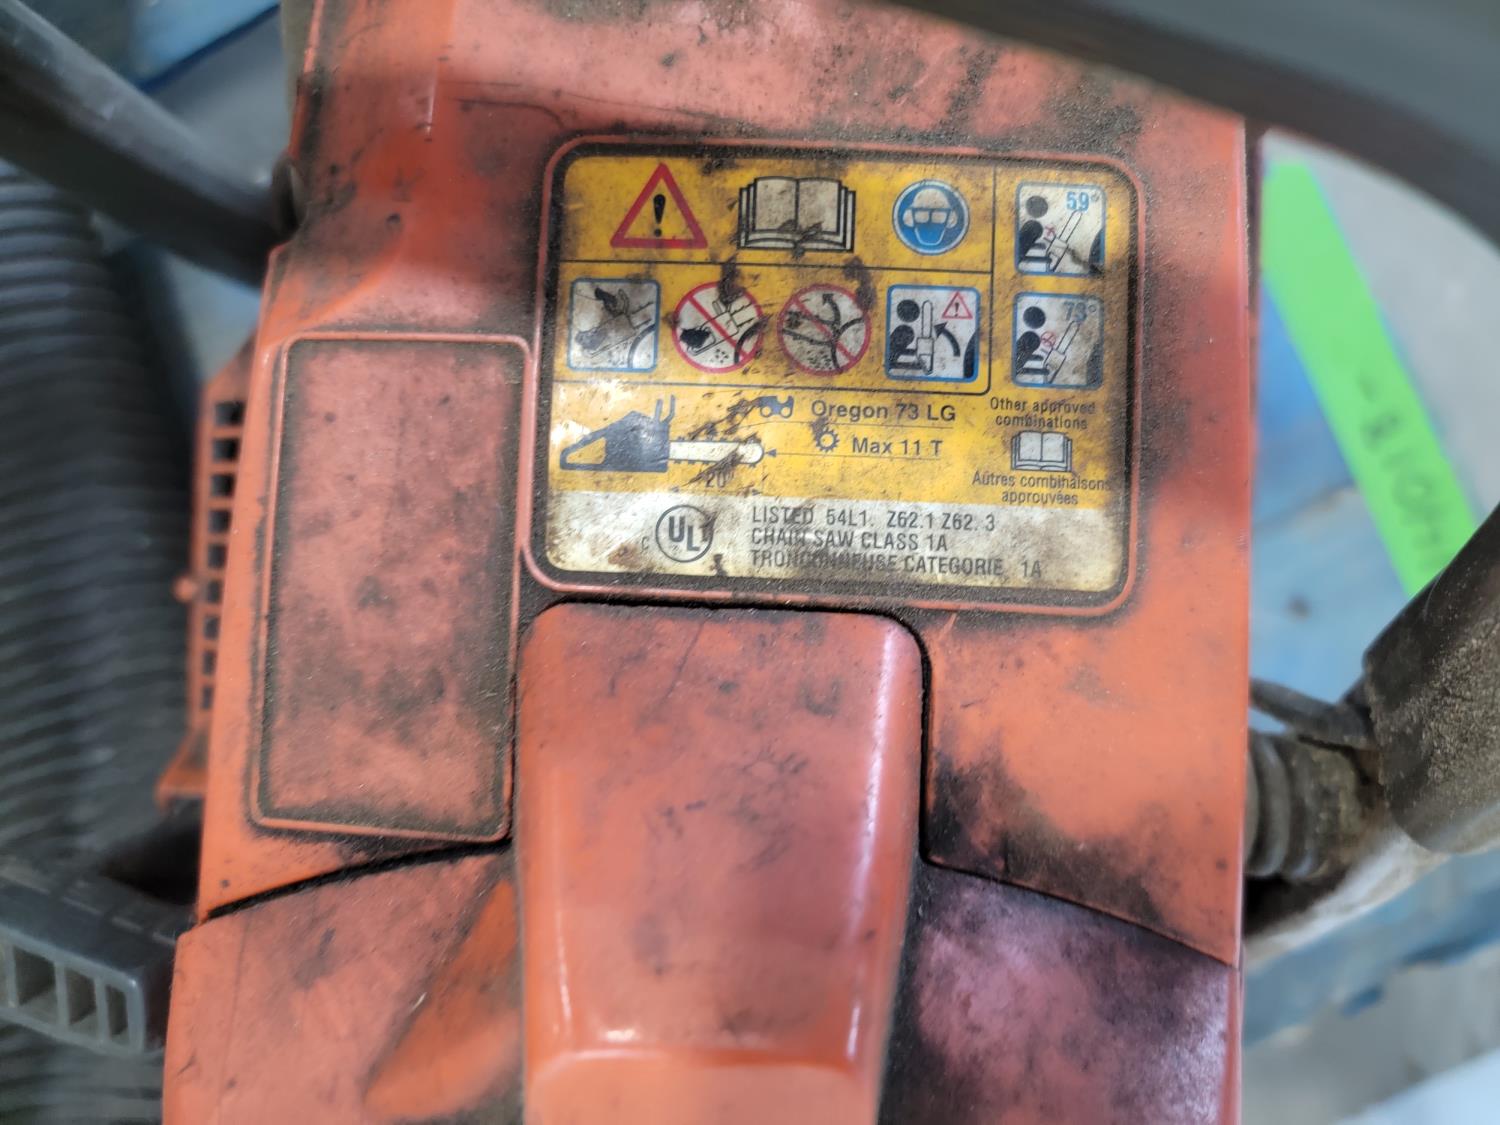 59°
73°
Oregon 73 LG
Max 11 T
20"
Other approved
combinations
Autres combinaisons
approuvées
c UL
LISTED 54L1. Z62.1 Z62.3
CHAIN SAW CLASS 1A
TRONCONNEUSE CATEGORIE 1A